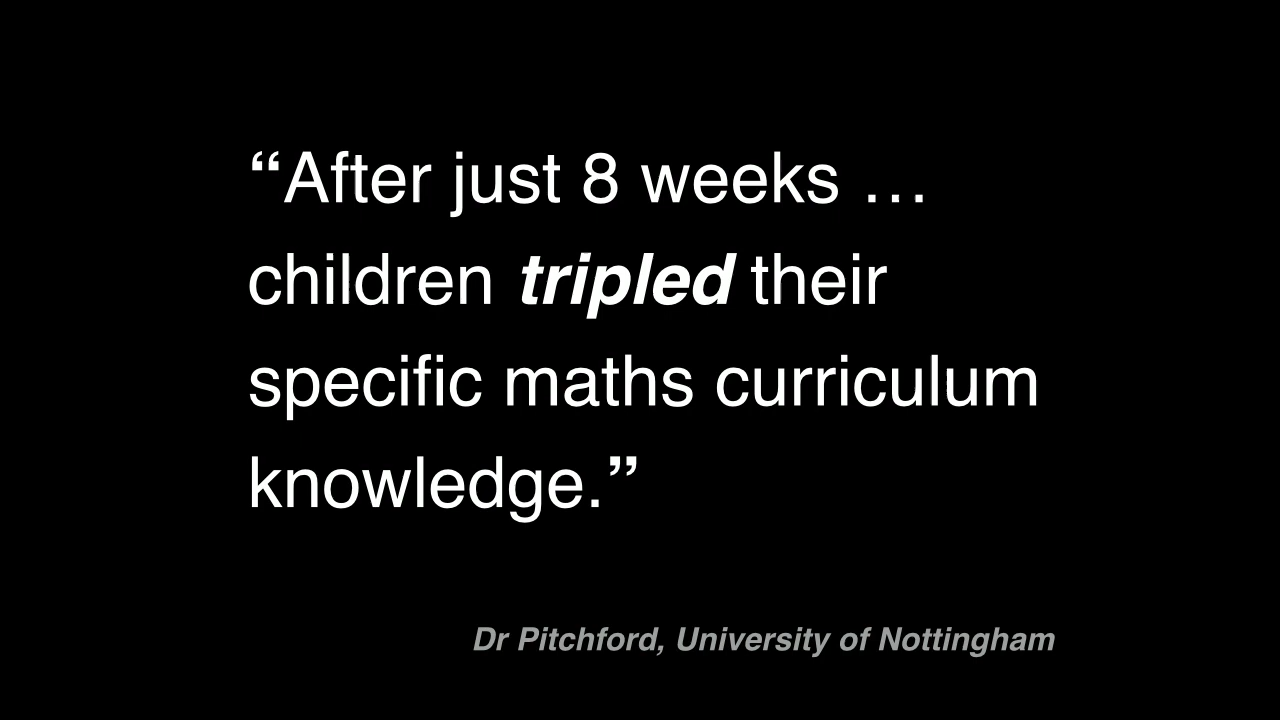 “After just 8 weeks …
children tripled their
specific maths curriculum
knowledge.”
Dr Pitchford, University of Nottingham